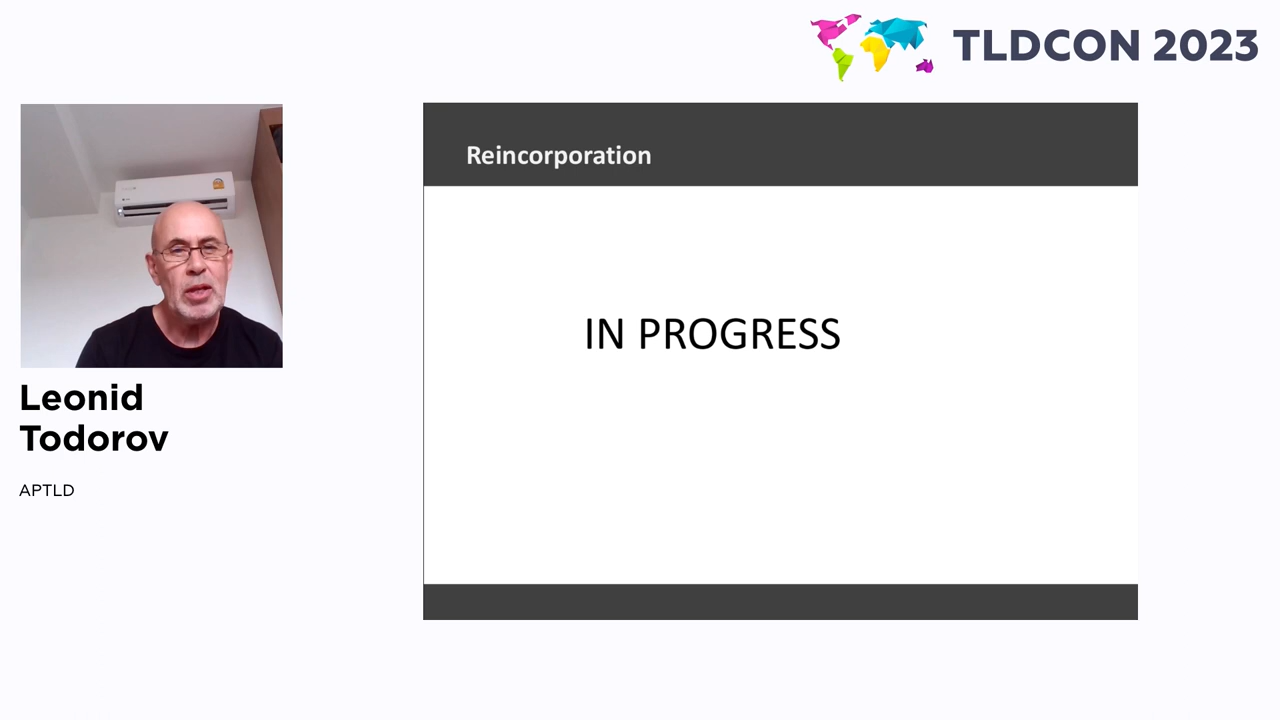 TLDCON 2023
Reincorporation
IN PROGRESS
Leonid
Todorov
APTLD